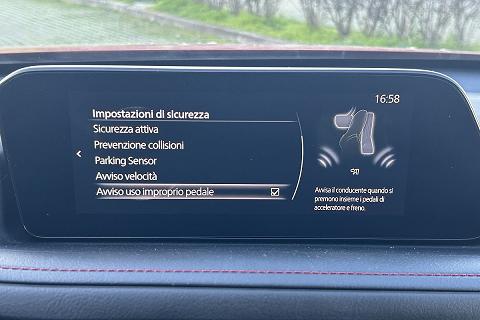 16:58
Impostazioni di sicurezza
Sicurezza attiva
Prevenzione collisioni
Parking Sensor
Avviso velocità
Avviso uso improprio pedale
Avvisa il conducente quando si
premono insieme i pedali di
acceleratore e freno.